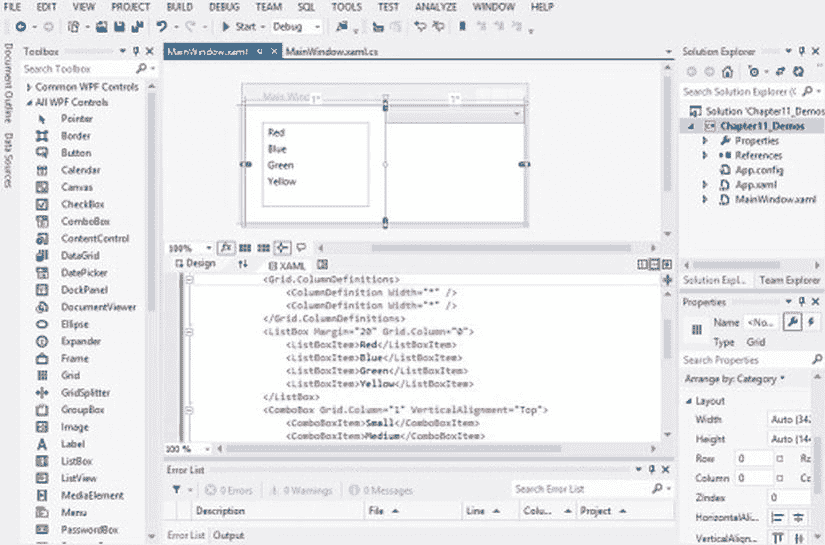 FILE EDIT VIEW PROJECT BUILD DEBUG TEAM SQL TOOLS TEST ANALYZE WINDOW HELP
Start Debug
Document Outline
Data Sources
Toolbox
Search Toolbox
Common WPF Controls
All WPF Controls
Pointer
Border
Button
Calendar
Canvas
CheckBox
ComboBox
ContentControl
DataGrid
DatePicker
DockPanel
DocumentViewer
Ellipse
Expander
Frame
Grid
GridSplitter
GroupBox
Image
Label
ListBox
ListView
MediaElement
Menu
PasswordBox
MainWindow.xaml MainWindow.xaml.cs
Main Wind
1* 1*
Red
Blue
Green
Yellow
100%
Design XAML
<Grid.ColumnDefinitions>
<ColumnDefinition Width="*" />
<ColumnDefinition Width="*" />
</Grid.ColumnDefinitions>
<ListBox Margin="20" Grid.Column="0">
<ListBoxItem>Red</ListBoxItem>
<ListBoxItem>Blue</ListBoxItem>
<ListBoxItem>Green</ListBoxItem>
<ListBoxItem>Yellow</ListBoxItem>
</ListBox>
<ComboBox Grid.Column="1" VerticalAlignment="Top">
<ComboBoxItem>Small</ComboBoxItem>
<ComboBoxItem>Medium</ComboBoxItem>
100 %
Error List
0 Errors 0 Warnings 0 Messages Search Error List
Description File Line Colu... Project
Error List Output
Solution Explorer
Search Solution Explorer (C
Solution 'Chapter11_Demos
Chapter11_Demos
Properties
References
App.config
App.xaml
MainWindow.xaml
Solution Expl... Team Explorer
Properties
Name <No...
Type Grid
Search Properties
Arrange by: Category
Layout
Width Auto (342
Height Auto (144
Row 0 Ro
Column 0 Co
ZIndex 0
HorizontalAli...
VerticalAlign...